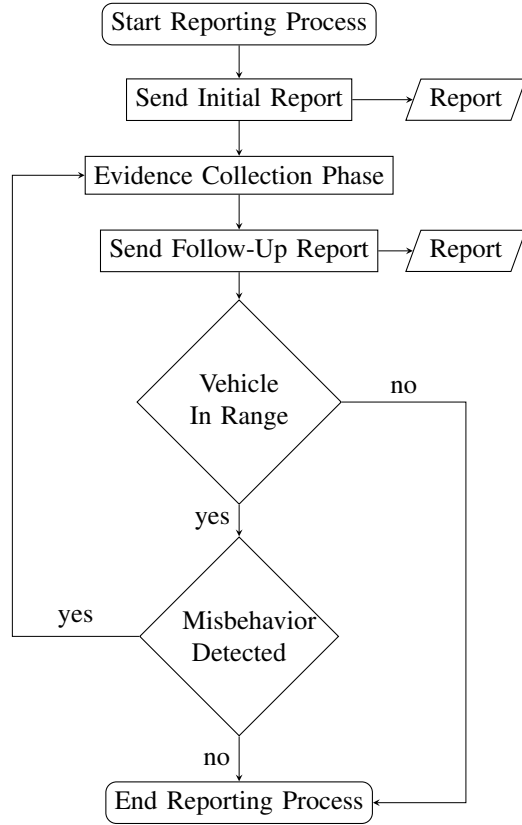 Start Reporting Process
Send Initial Report
Report
Evidence Collection Phase
Send Follow-Up Report
Report
Vehicle
In Range
no
yes
Misbehavior
Detected
yes
no
End Reporting Process